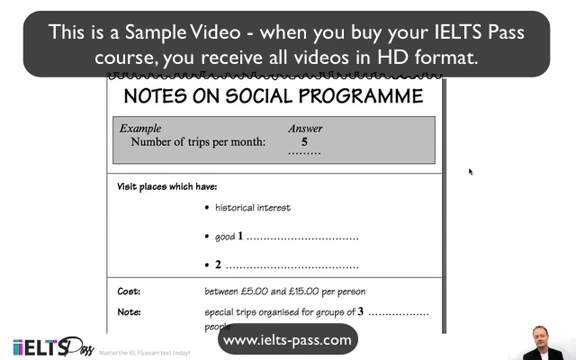 This is a Sample Video - when you buy your IELTS Pass
course, you receive all videos in HD format.
NOTES ON SOCIAL PROGRAMME
Example Answer
Number of trips per month: 5
.........
Visit places which have:
• historical interest
• good 1 ....................................
• 2 ...........................................
Cost: between £5.00 and £15.00 per person
Note: special trips organised for groups of 3 ...................
people
www.ielts-pass.com
IELTS Pass Master the IELTS exam test today!